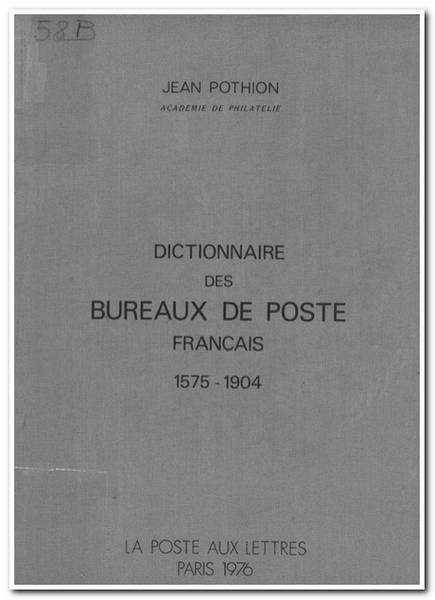 58B
JEAN POTHION
ACADEMIE DE PHILATELIE
DICTIONNAIRE
DES
BUREAUX DE POSTE
FRANCAIS
1575 - 1904
LA POSTE AUX LETTRES
PARIS 1976